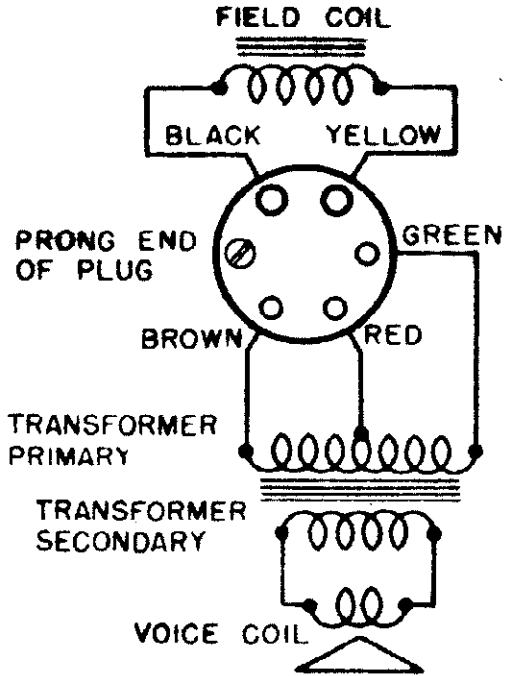 FIELD COIL
BLACK
YELLOW
PRONG END
OF PLUG
GREEN
BROWN
RED
TRANSFORMER
PRIMARY
TRANSFORMER
SECONDARY
VOICE COIL